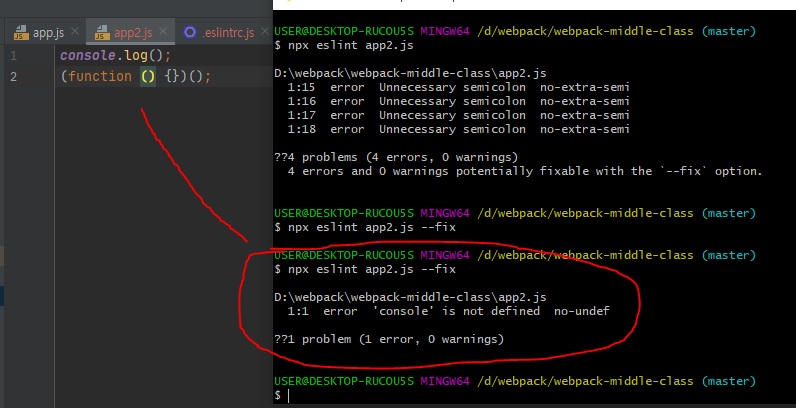 app.js
app2.js
.eslintrc.js
1 console.log();
2 (function () {})();
USER@DESKTOP-RUCOU5S MINGW64 /d/webpack/webpack-middle-class (master)
$ npx eslint app2.js
D:\webpack\webpack-middle-class\app2.js
1:15 error Unnecessary semicolon no-extra-semi
1:16 error Unnecessary semicolon no-extra-semi
1:17 error Unnecessary semicolon no-extra-semi
1:18 error Unnecessary semicolon no-extra-semi
??4 problems (4 errors, 0 warnings)
4 errors and 0 warnings potentially fixable with the `--fix` option.
USER@DESKTOP-RUCOU5S MINGW64 /d/webpack/webpack-middle-class (master)
$ npx eslint app2.js --fix
USER@DESKTOP-RUCOU5S MINGW64 /d/webpack/webpack-middle-class (master)
$ npx eslint app2.js --fix
D:\webpack\webpack-middle-class\app2.js
1:1 error 'console' is not defined no-undef
??1 problem (1 error, 0 warnings)
USER@DESKTOP-RUCOU5S MINGW64 /d/webpack/webpack-middle-class (master)
$